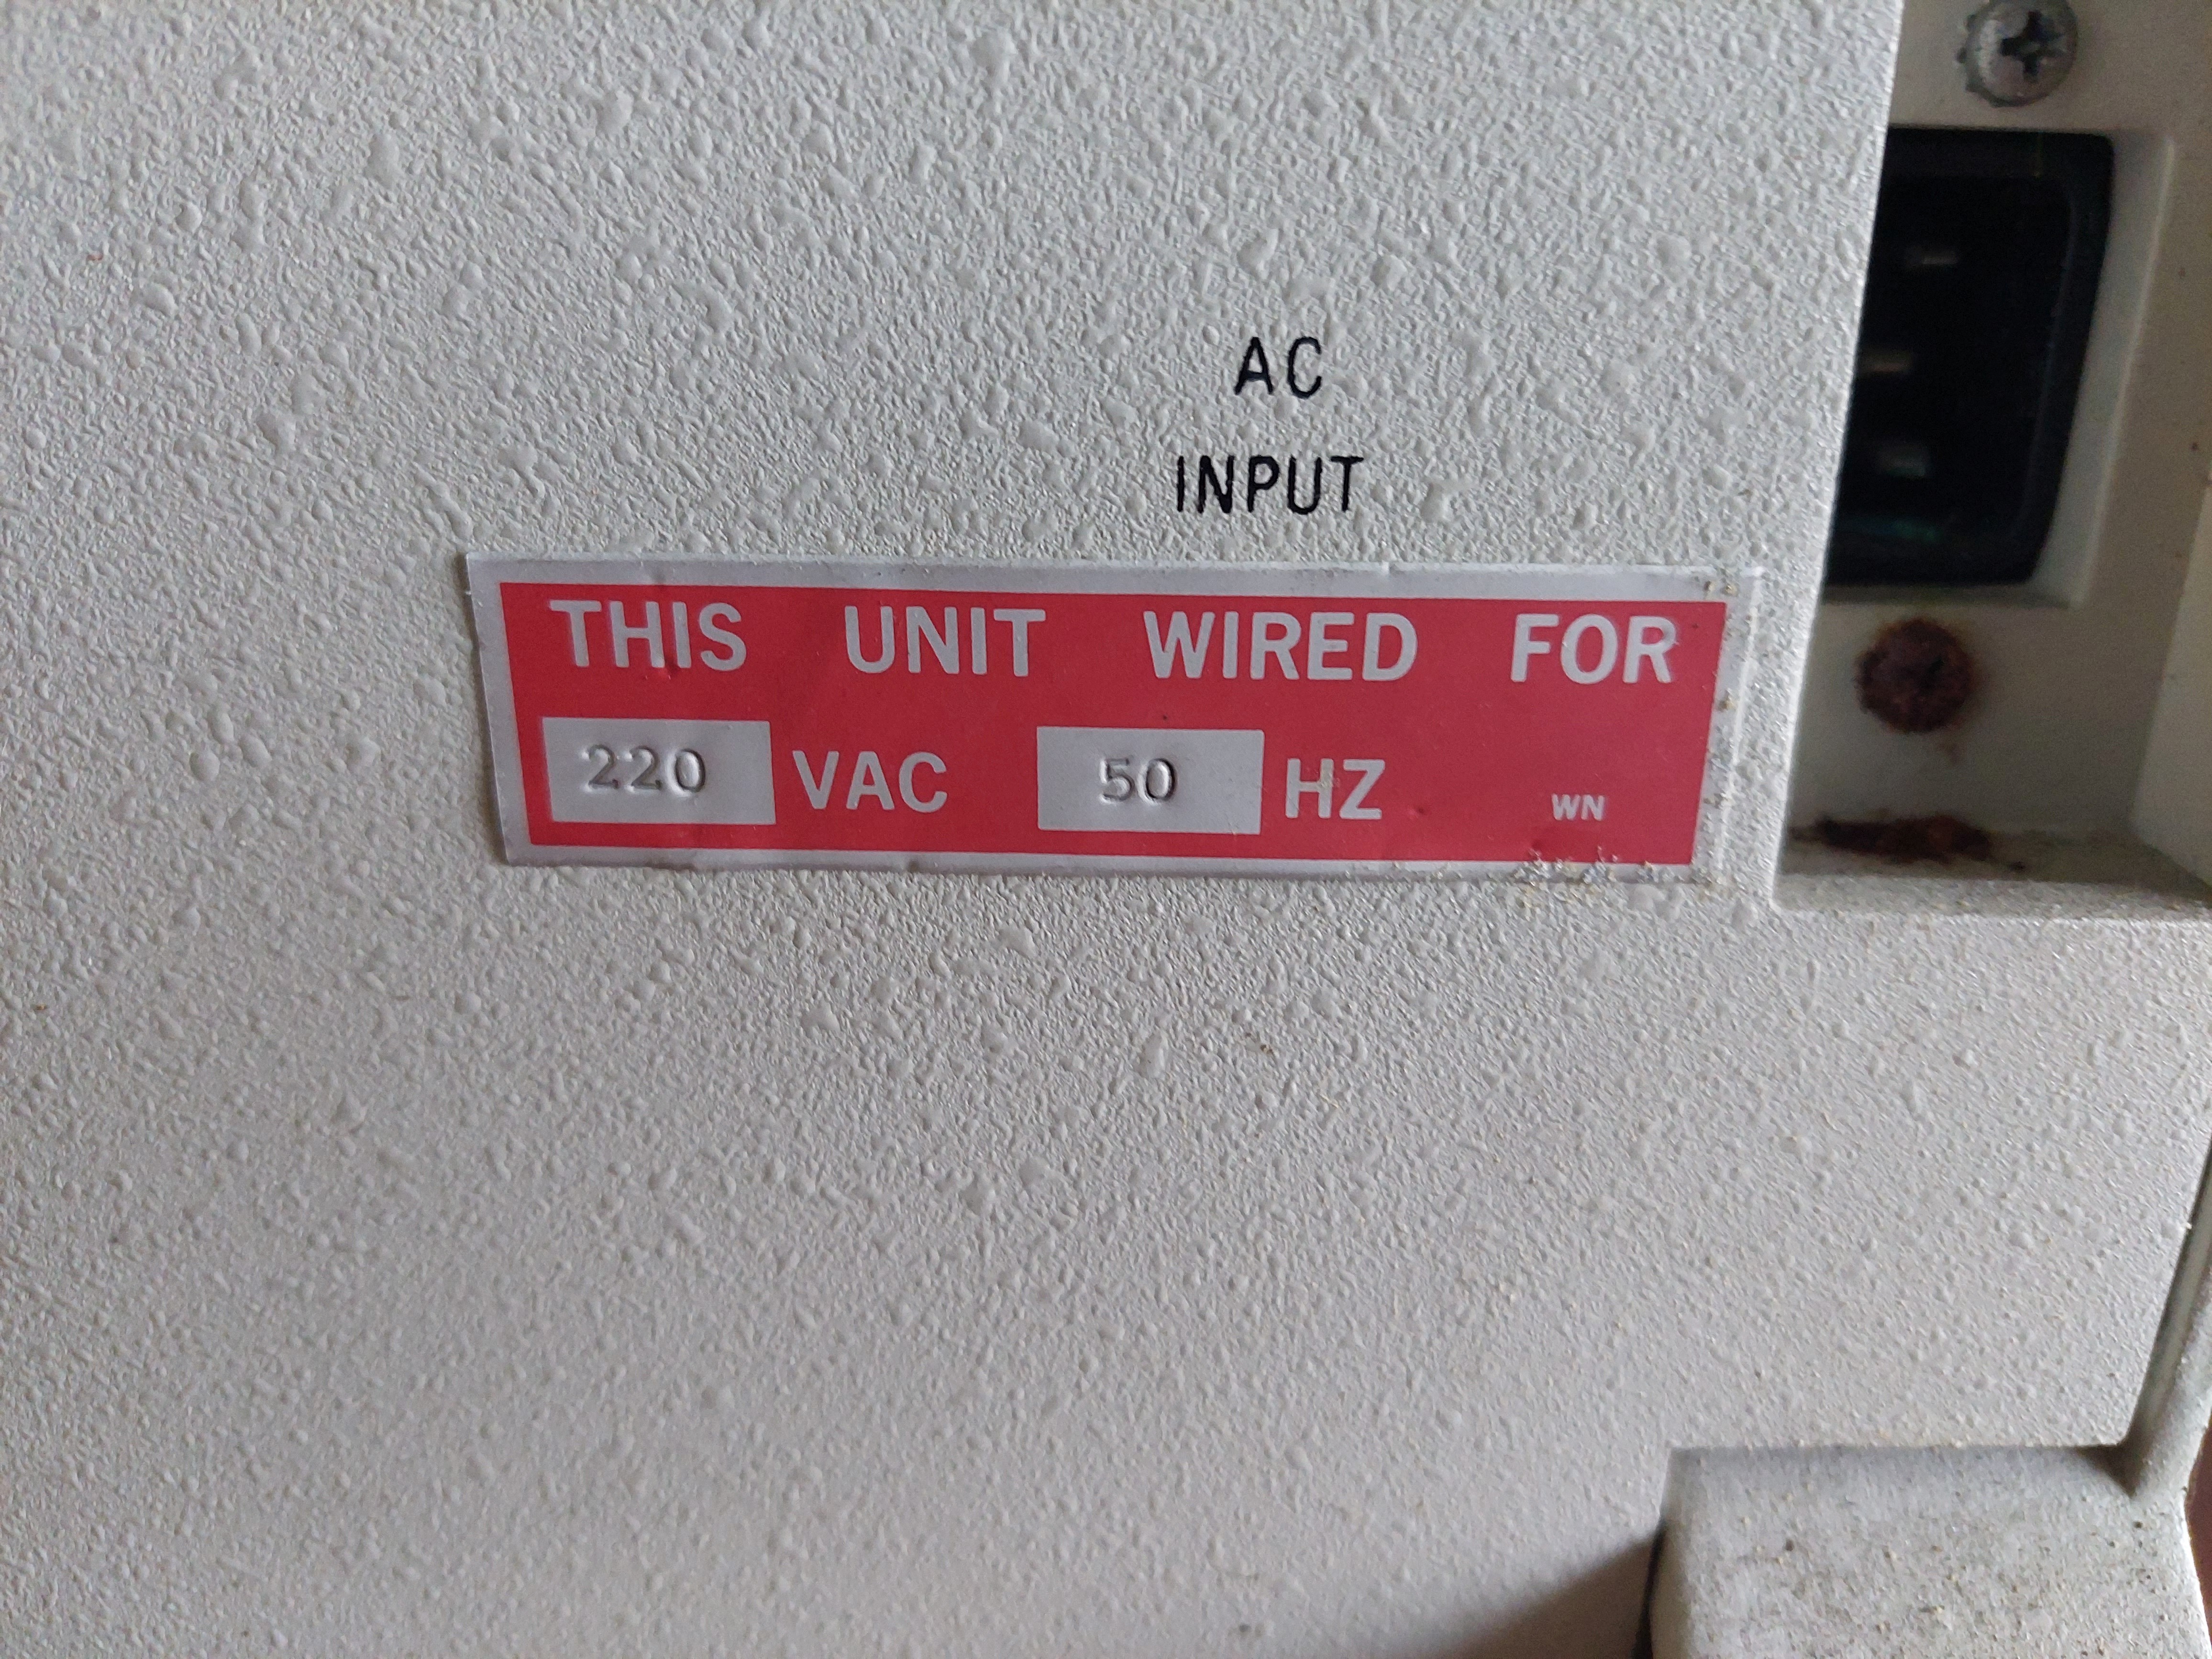 AC
INPUT
THIS UNIT WIRED FOR
220 VAC 50 HZ WN